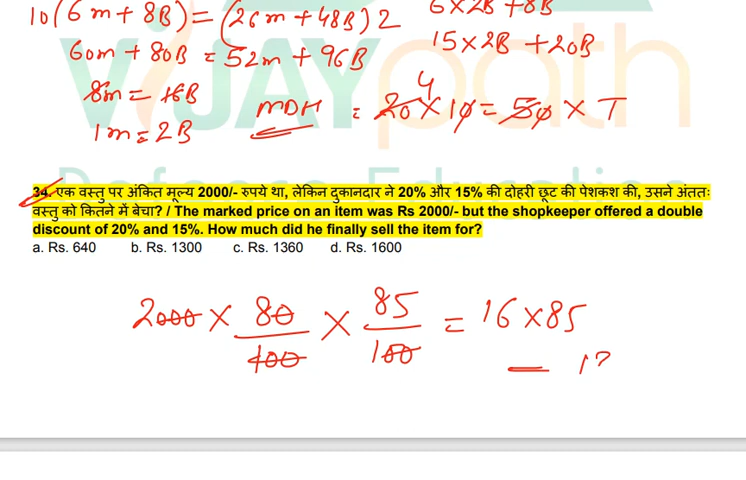 10(6m+8B)=(26m+48B)2
6×2B+8B
60m+80B=52m+96B
15×2B+20B
8m=16B
MDH
4
= 20×10=50×T
1m=2B
VIJAYpath
Defence Education
34. एक वस्तु पर अंकित मूल्य 2000/- रुपये था, लेकिन दुकानदार ने 20% और 15% की दोहरी छूट की पेशकश की, उसने अंततः
वस्तु को कितने में बेचा? / The marked price on an item was Rs 2000/- but the shopkeeper offered a double
discount of 20% and 15%. How much did he finally sell the item for?
a. Rs. 640 b. Rs. 1300 c. Rs. 1360 d. Rs. 1600
2000 × 80/100 × 85/100 = 16×85